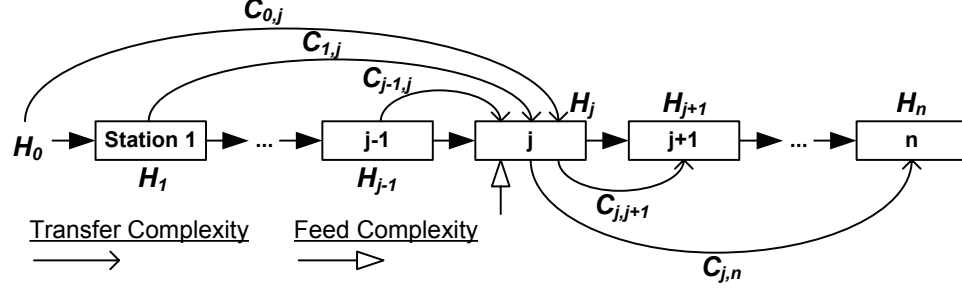 C0,j
C1,j
Cj-1,j
Hj Hj+1 Hn
H0 Station 1 ... j-1 j j+1 ... n
H1 Hj-1
Cj,j+1
Transfer Complexity Feed Complexity
Cj,n